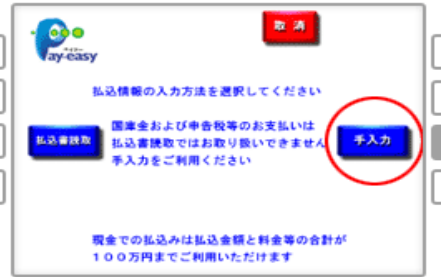 取 消
ペイジー
Pay-easy
払込情報の入力方法を選択してください
国庫金および申告税等のお支払いは
払込書読取
払込書読取ではお取り扱いできません
手入力
手入力をご利用ください
現金での払込みは払込金額と料金等の合計が
１００万円までご利用いただけます